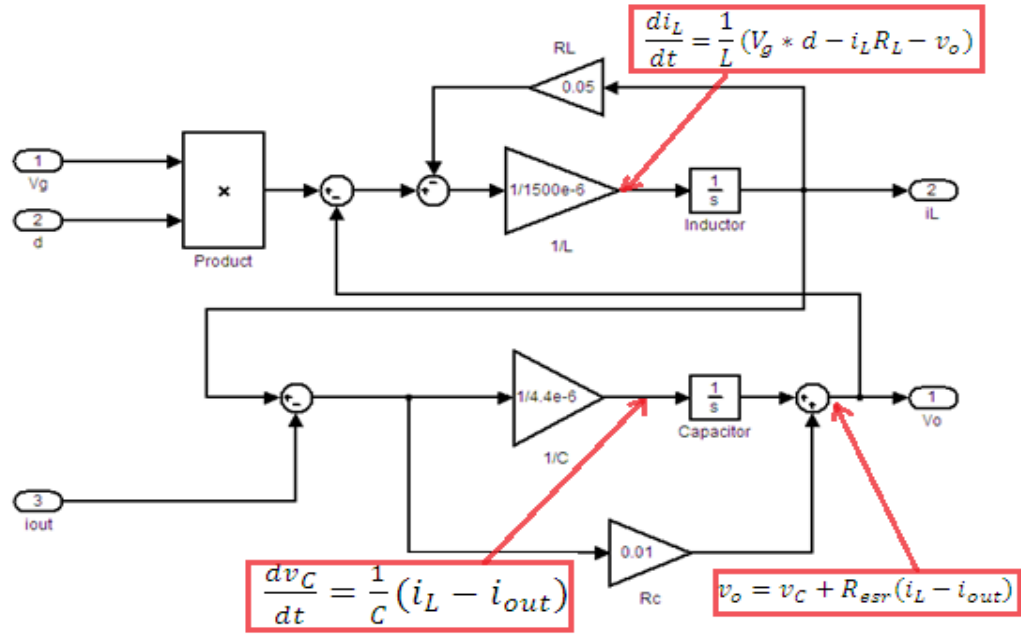 di_L/dt = 1/L (V_g * d − i_L R_L − v_o)
RL
0.05
1
Vg
2
d
×
Product
+
−
−
1/1500e-6
1/L
1/s
Inductor
2
iL
+
−
1/4.4e-6
1/C
1/s
Capacitor
+
+
1
Vo
3
iout
0.01
Rc
dv_C/dt = 1/C (i_L − i_out)
v_o = v_C + R_esr(i_L − i_out)